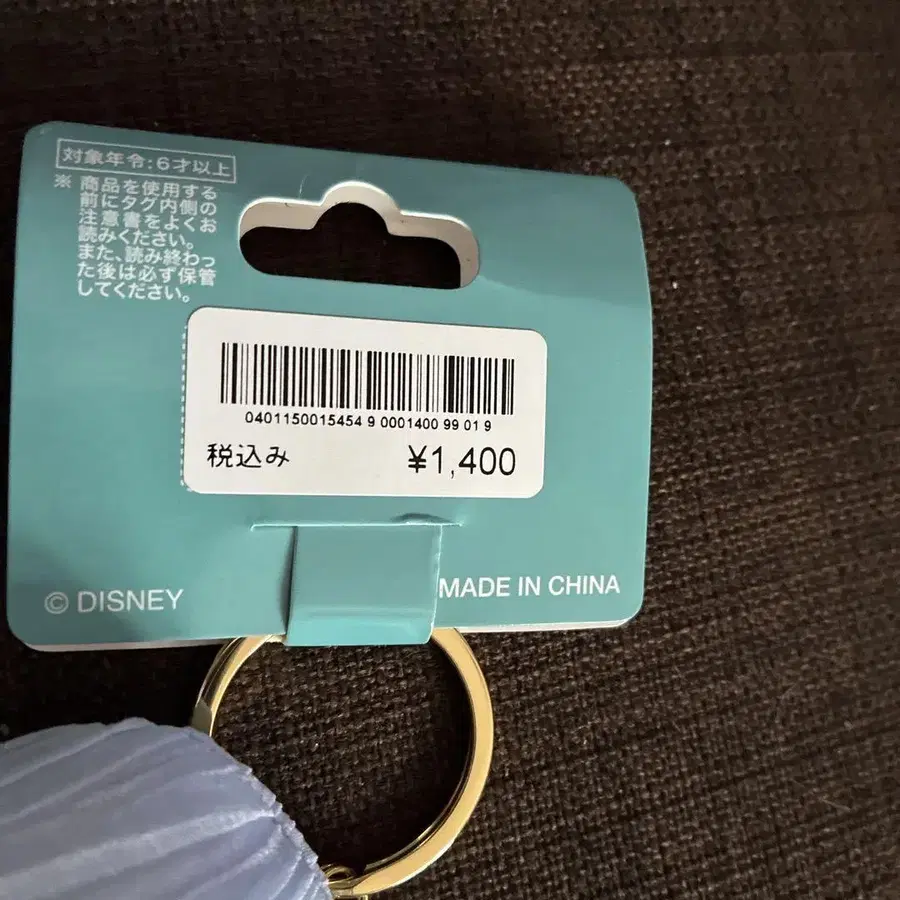 対象年令:6才以上
※ 商品を使用する
前にタグ内側の
注意書をよくお
読みください。
また、読み終わっ
た後は必ず保管
してください。
0401150015454 9 0001400 99 01 9
税込み ¥1,400
© DISNEY MADE IN CHINA